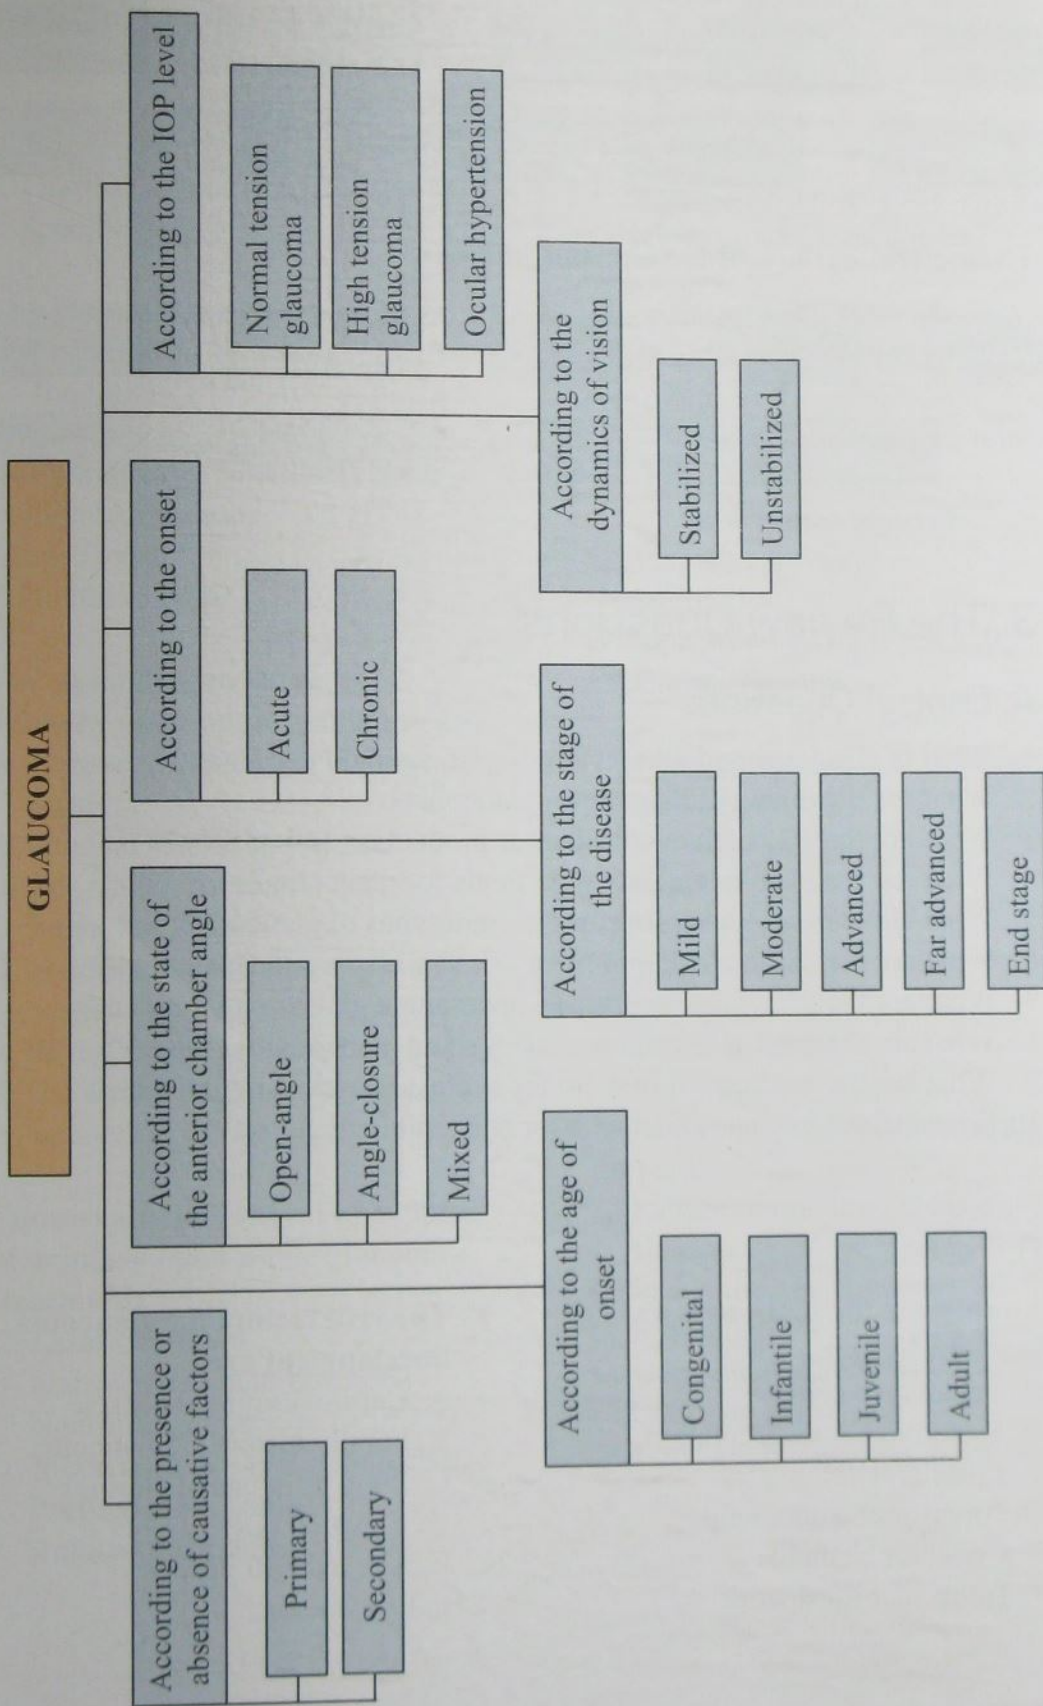 GLAUCOMA
According to the presence or
absence of causative factors
Primary
Secondary
According to the state of
the anterior chamber angle
Open-angle
Angle-closure
Mixed
According to the onset
Acute
Chronic
According to the IOP level
Normal tension
glaucoma
High tension
glaucoma
Ocular hypertension
According to the age of
onset
Congenital
Infantile
Juvenile
Adult
According to the stage of
the disease
Mild
Moderate
Advanced
Far advanced
End stage
According to the
dynamics of vision
Stabilized
Unstabilized